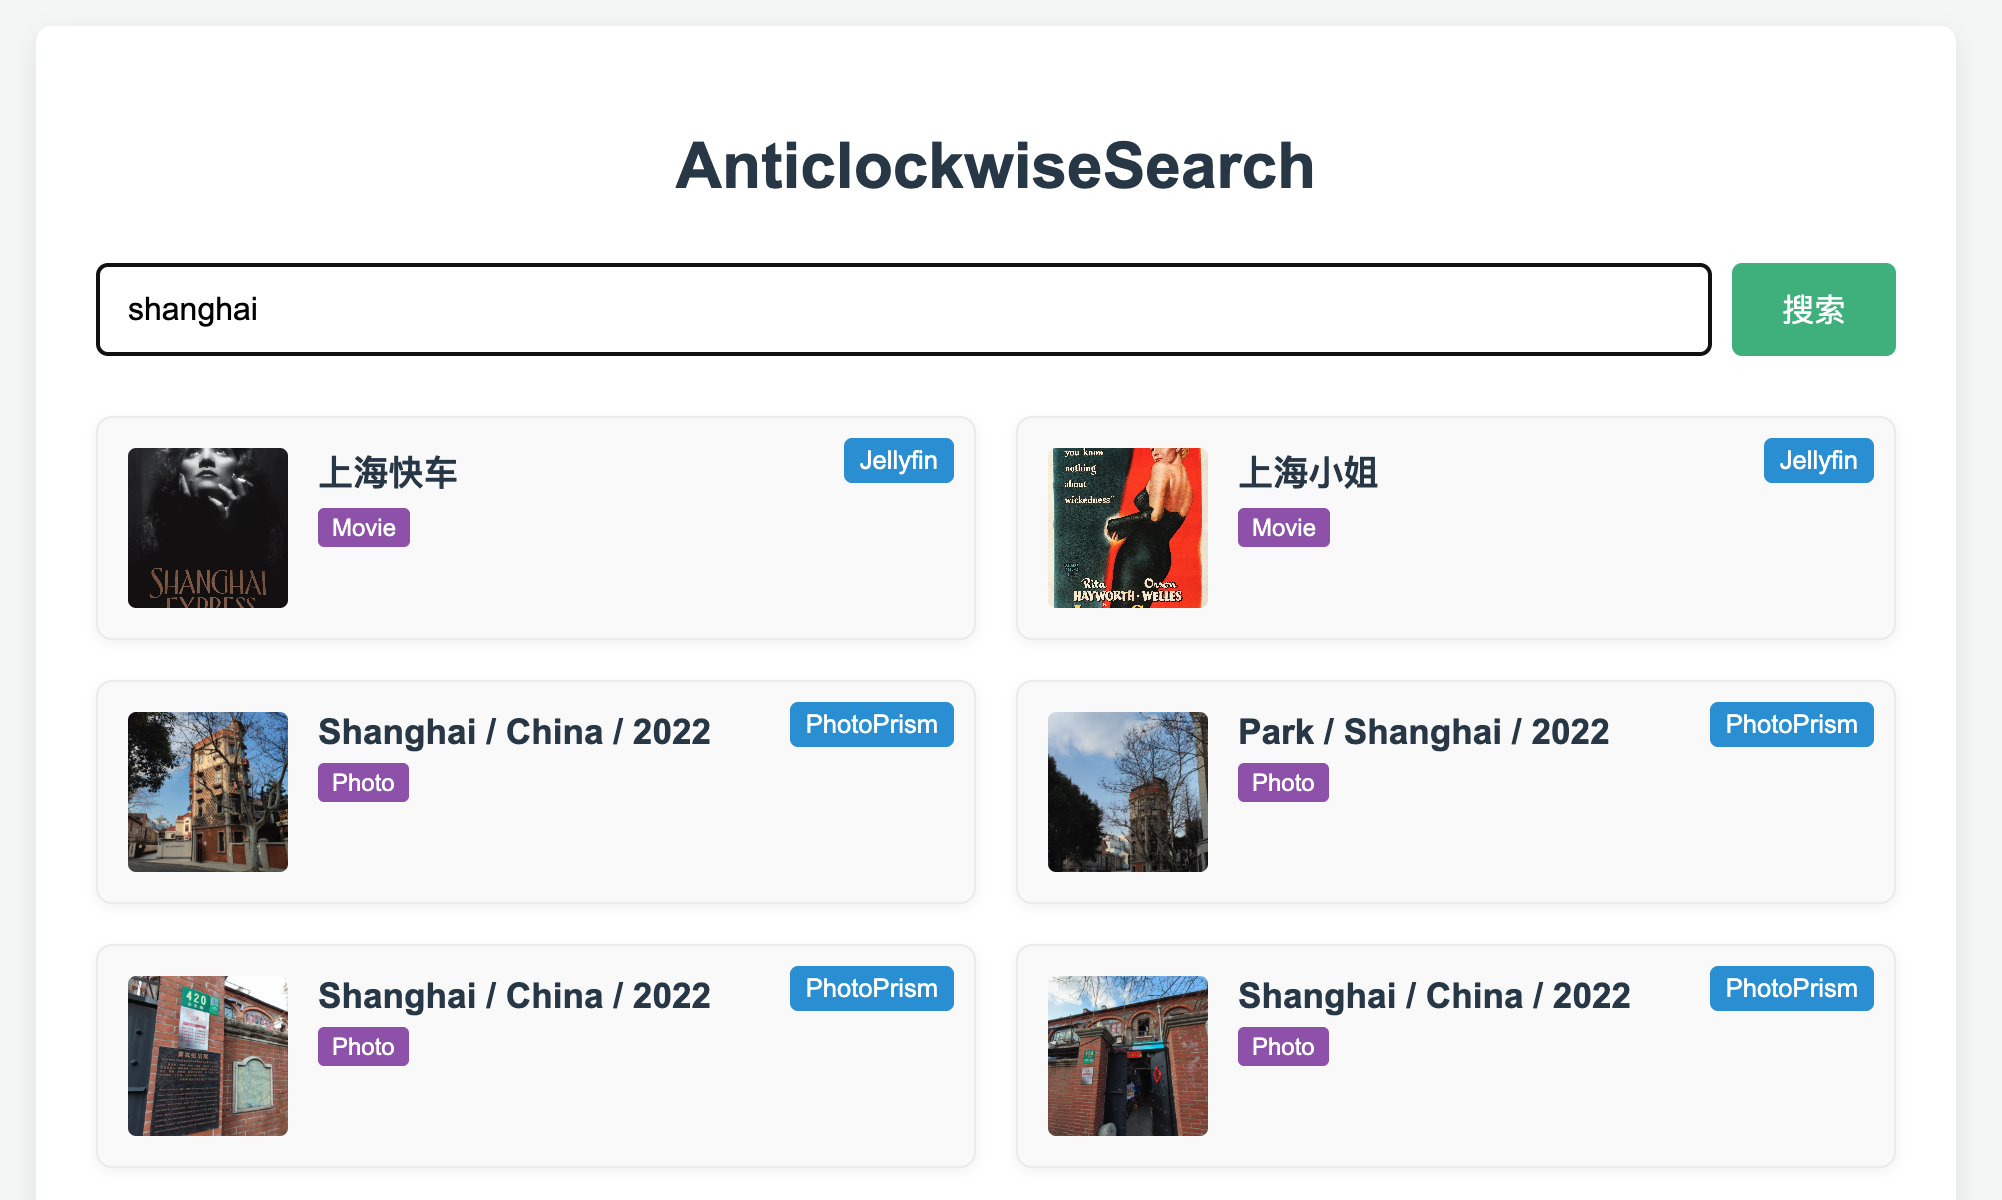 AnticlockwiseSearch
shanghai
搜索
SHANGHAI
EXPRESS
上海快车
Jellyfin
Movie
you know
nothing
about
wickedness"
Rita Orson
HAYWORTH · WELLES
上海小姐
Jellyfin
Movie
Shanghai / China / 2022
PhotoPrism
Photo
Park / Shanghai / 2022
PhotoPrism
Photo
420
Shanghai / China / 2022
PhotoPrism
Photo
Shanghai / China / 2022
PhotoPrism
Photo